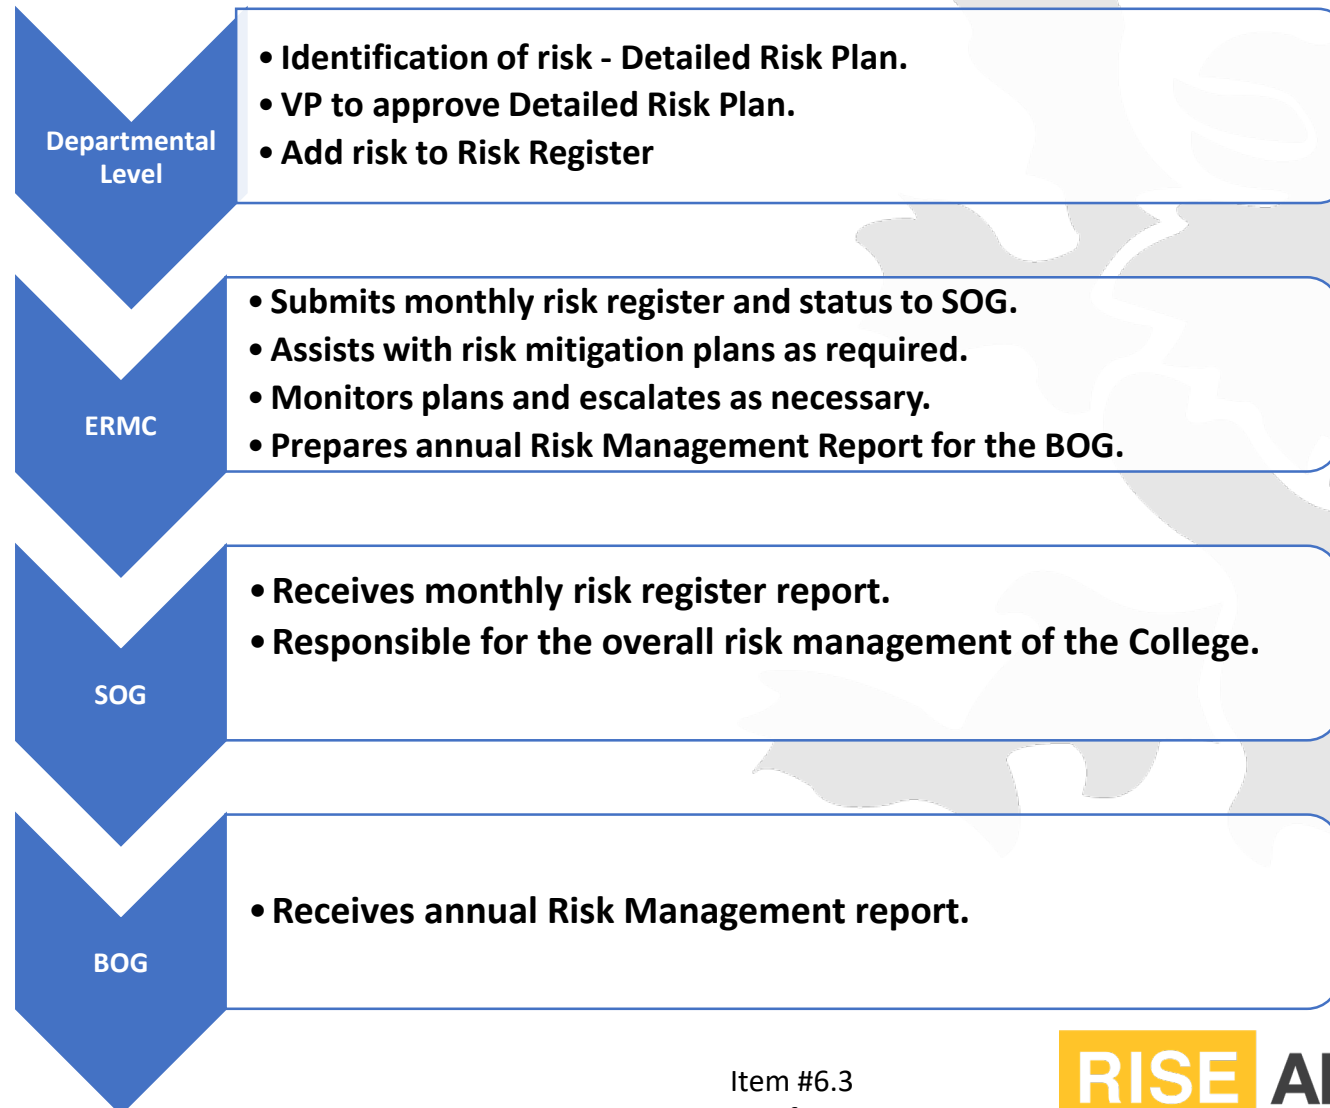 Departmental
Level
• Identification of risk - Detailed Risk Plan.
• VP to approve Detailed Risk Plan.
• Add risk to Risk Register
ERMC
• Submits monthly risk register and status to SOG.
• Assists with risk mitigation plans as required.
• Monitors plans and escalates as necessary.
• Prepares annual Risk Management Report for the BOG.
SOG
• Receives monthly risk register report.
• Responsible for the overall risk management of the College.
BOG
• Receives annual Risk Management report.
Item #6.3
RISE